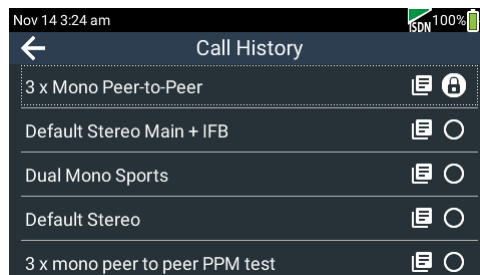 Nov 14 3:24 am
ISDN 100%
Call History
3 x Mono Peer-to-Peer
Default Stereo Main + IFB
Dual Mono Sports
Default Stereo
3 x mono peer to peer PPM test